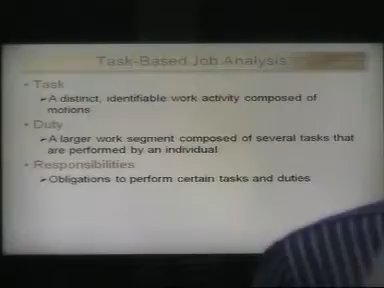 Task-Based Job Analysis
• Task
➢A distinct, identifiable work activity composed of
motions
• Duty
➢A larger work segment composed of several tasks that
are performed by an individual
• Responsibilities
➢Obligations to perform certain tasks and duties